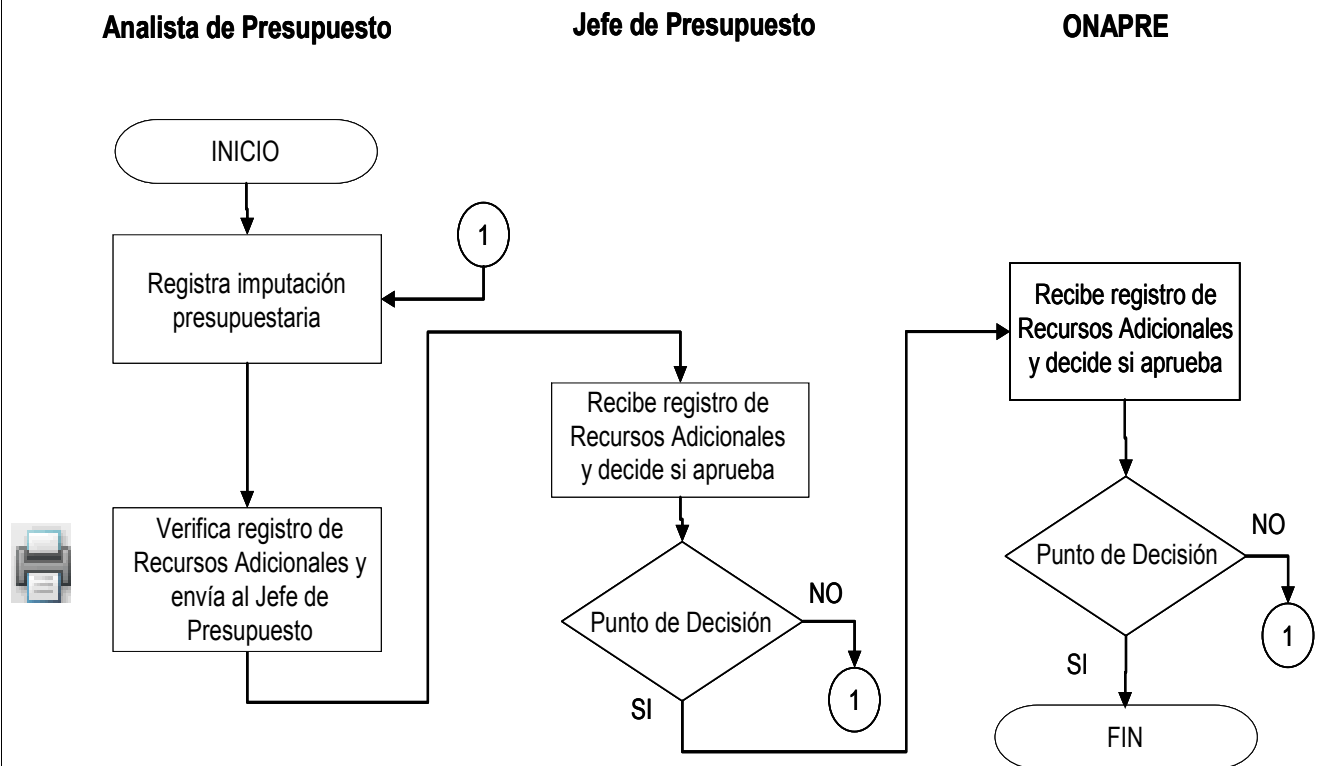 Analista de Presupuesto
Jefe de Presupuesto
ONAPRE
INICIO
1
Registra imputación
presupuestaria
Verifica registro de
Recursos Adicionales y
envía al Jefe de
Presupuesto
Recibe registro de
Recursos Adicionales
y decide si aprueba
Punto de Decisión
NO
1
SI
Recibe registro de
Recursos Adicionales
y decide si aprueba
Punto de Decisión
NO
1
SI
FIN